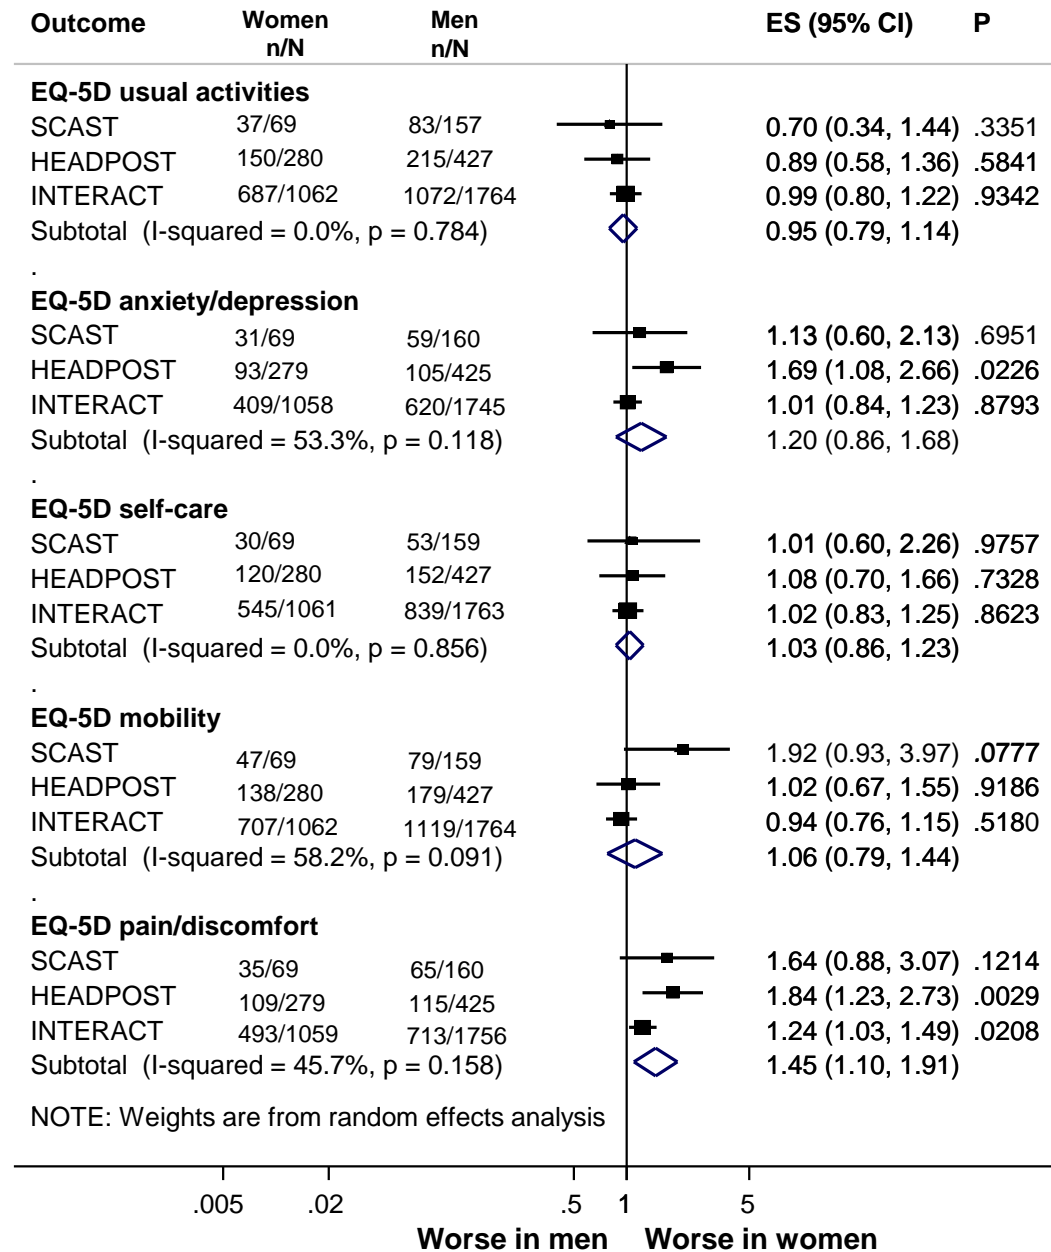 Outcome Women n/N Men n/N ES (95% CI) P
EQ-5D usual activities
SCAST 37/69 83/157 0.70 (0.34, 1.44) .3351
HEADPOST 150/280 215/427 0.89 (0.58, 1.36) .5841
INTERACT 687/1062 1072/1764 0.99 (0.80, 1.22) .9342
Subtotal (I-squared = 0.0%, p = 0.784) 0.95 (0.79, 1.14)
.
EQ-5D anxiety/depression
SCAST 31/69 59/160 1.13 (0.60, 2.13) .6951
HEADPOST 93/279 105/425 1.69 (1.08, 2.66) .0226
INTERACT 409/1058 620/1745 1.01 (0.84, 1.23) .8793
Subtotal (I-squared = 53.3%, p = 0.118) 1.20 (0.86, 1.68)
.
EQ-5D self-care
SCAST 30/69 53/159 1.01 (0.60, 2.26) .9757
HEADPOST 120/280 152/427 1.08 (0.70, 1.66) .7328
INTERACT 545/1061 839/1763 1.02 (0.83, 1.25) .8623
Subtotal (I-squared = 0.0%, p = 0.856) 1.03 (0.86, 1.23)
.
EQ-5D mobility
SCAST 47/69 79/159 1.92 (0.93, 3.97) .0777
HEADPOST 138/280 179/427 1.02 (0.67, 1.55) .9186
INTERACT 707/1062 1119/1764 0.94 (0.76, 1.15) .5180
Subtotal (I-squared = 58.2%, p = 0.091) 1.06 (0.79, 1.44)
.
EQ-5D pain/discomfort
SCAST 35/69 65/160 1.64 (0.88, 3.07) .1214
HEADPOST 109/279 115/425 1.84 (1.23, 2.73) .0029
INTERACT 493/1059 713/1756 1.24 (1.03, 1.49) .0208
Subtotal (I-squared = 45.7%, p = 0.158) 1.45 (1.10, 1.91)
NOTE: Weights are from random effects analysis
.005 .02 .5 1 5
Worse in men Worse in women